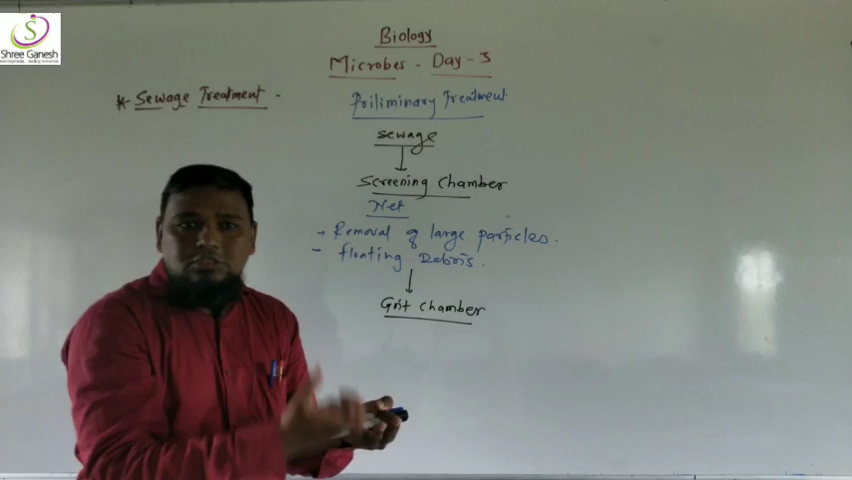 S
Shree Ganesh
Biology
Microbes - Day - 3
* Sewage Treatment -
Priliminary Treatment
sewage
Screening chamber
Net
→ Removal of large particles.
- floating Debris.
Grit chamber